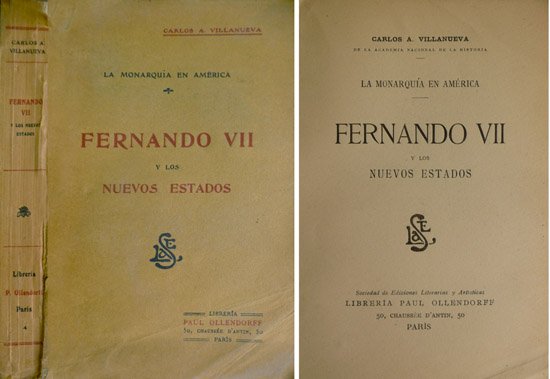 CARLOS A.
VILLANUEVA
FERNANDO
VII
Y LOS NUEVOS
ESTADOS
Librería
P. Ollendorff
París
4
CARLOS A. VILLANUEVA
LA MONARQUÍA EN AMÉRICA
FERNANDO VII
Y LOS
NUEVOS ESTADOS
LIBRERÍA
PAUL OLLENDORFF
50, CHAUSSÉE D'ANTIN, 50
PARÍS
CARLOS A. VILLANUEVA
DE LA ACADEMIA NACIONAL DE LA HISTORIA
LA MONARQUÍA EN AMÉRICA
FERNANDO VII
Y LOS
NUEVOS ESTADOS
Sociedad de Ediciones Literarias y Artísticas
LIBRERIA PAUL OLLENDORFF
50, CHAUSSÉE D'ANTIN, 50
PARÍS